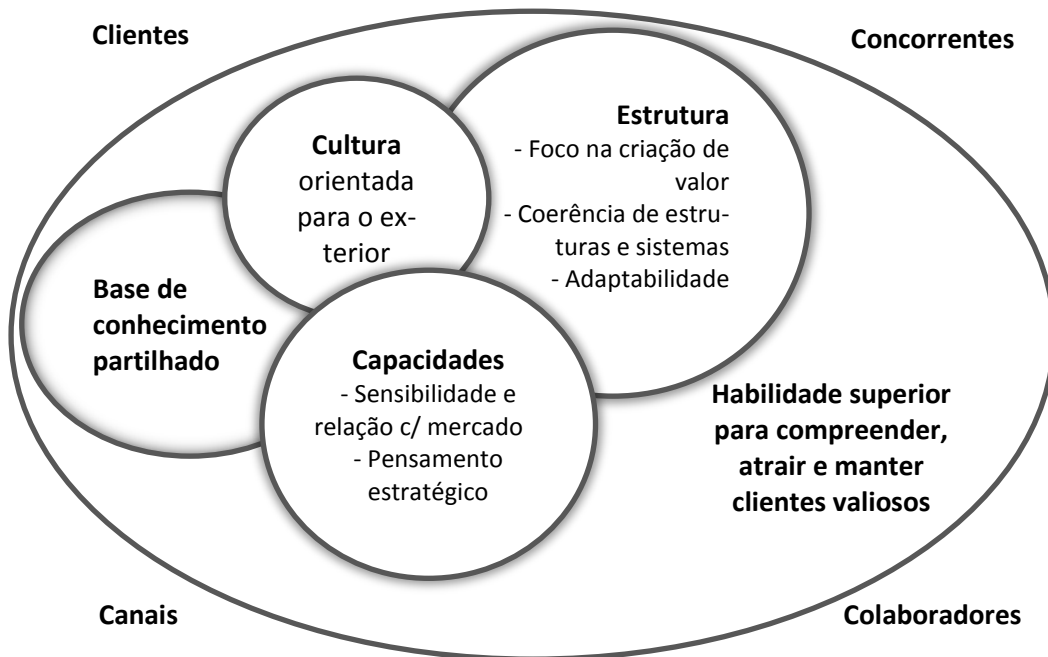 Clientes
Concorrentes
Cultura
orientada
para o ex-
terior
Estrutura
- Foco na criação de
valor
- Coerência de estru-
turas e sistemas
- Adaptabilidade
Base de
conhecimento
partilhado
Capacidades
- Sensibilidade e
relação c/ mercado
- Pensamento
estratégico
Habilidade superior
para compreender,
atrair e manter
clientes valiosos
Canais
Colaboradores